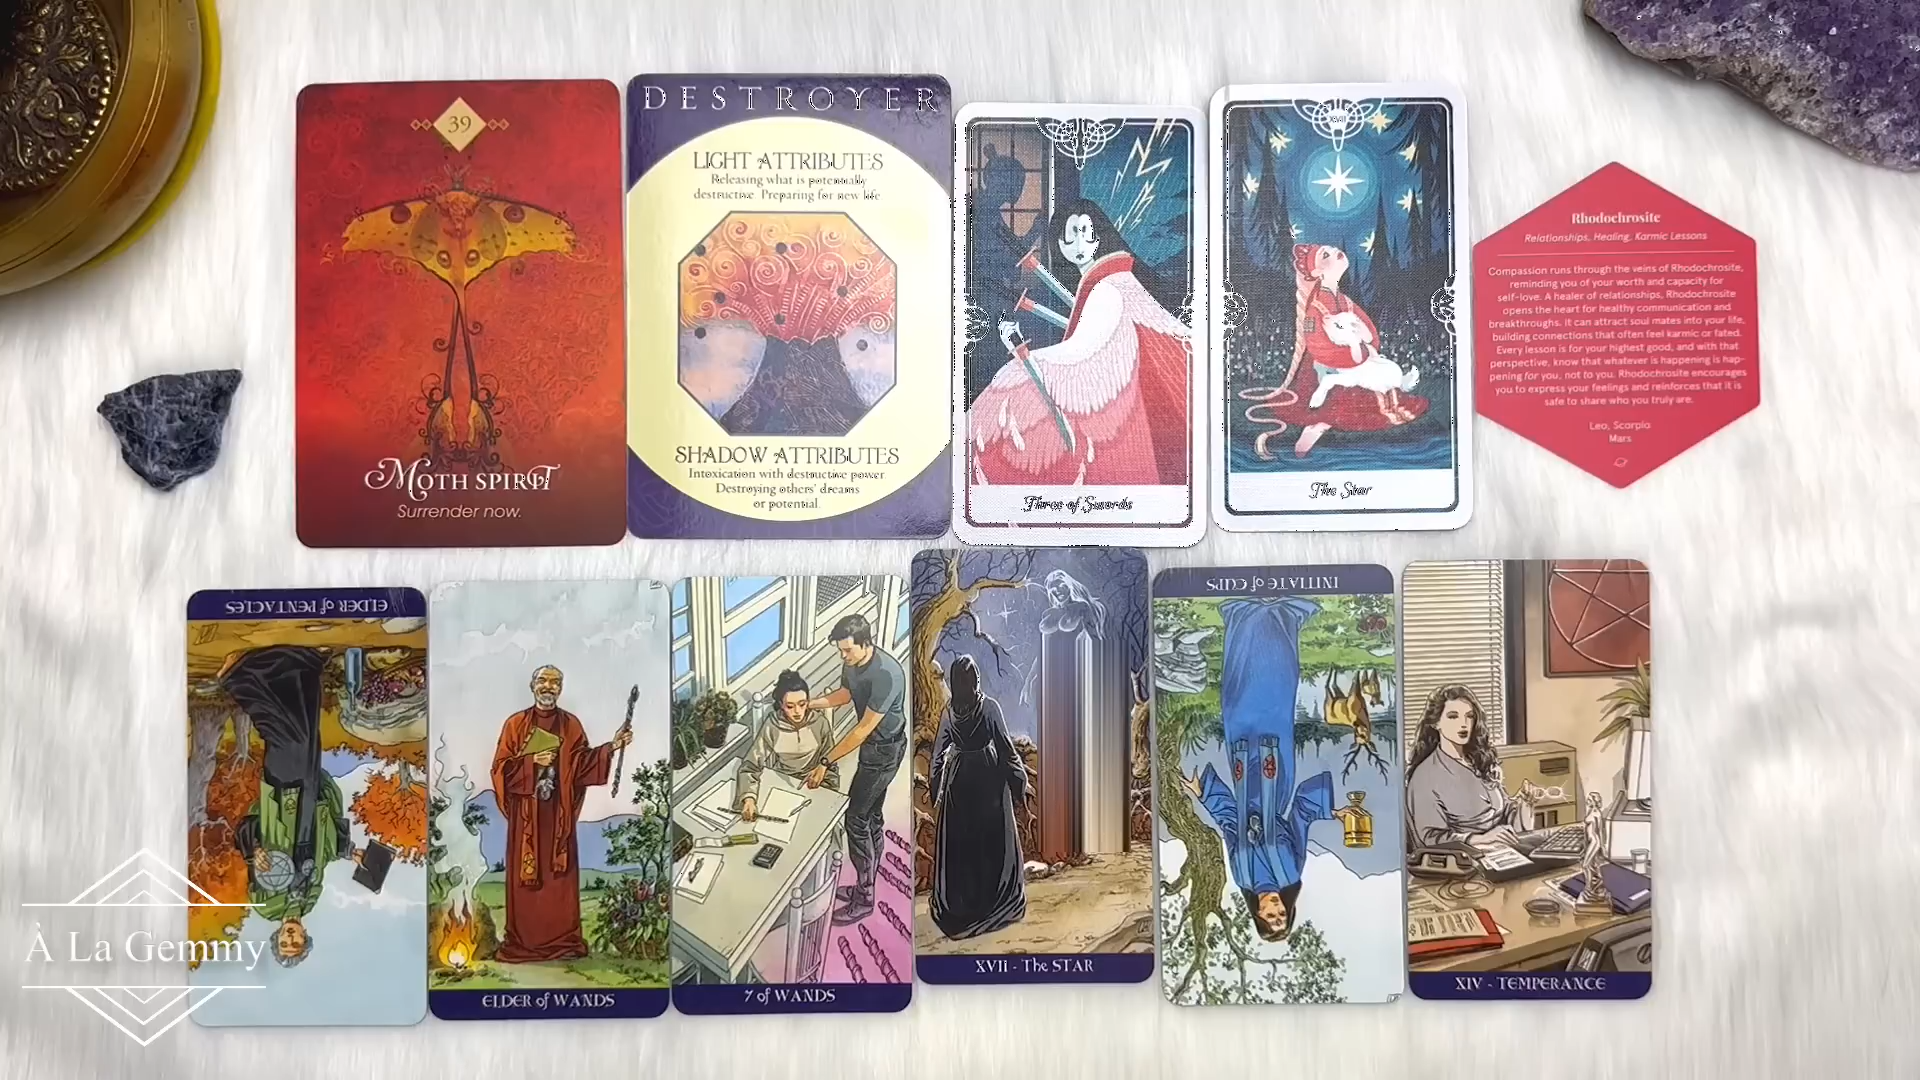 39
MOTH SPIRIT
Surrender now.
DESTROYER
LIGHT ATTRIBUTES
Releasing what is potentially
destructive. Preparing for new life.
SHADOW ATTRIBUTES
Intoxication with destructive power
Destroying others' dreams
or potential.
Three of Swords
XVII
The Star
Rhodochrosite
Relationships, Healing, Karmic Lessons
Compassion runs through the veins of Rhodochrosite,
reminding you of your worth and capacity for
self-love. A healer of relationships, Rhodochrosite
opens the heart for healthy communication and
breakthroughs. It can attract soul mates into your life,
building connections that often feel karmic or fated.
Every lesson is for your highest good, and with that
perspective, know that whatever is happening is hap-
pening for you, not to you. Rhodochrosite encourages
you to express your feelings and reinforces that it is
safe to share who you truly are.
Leo, Scorpio
Mars
ELDER of PENTACLES
ELDER of WANDS
7 of WANDS
XVII - The STAR
INITIATE of CUPS
XIV - TEMPERANCE
À La Gemmy